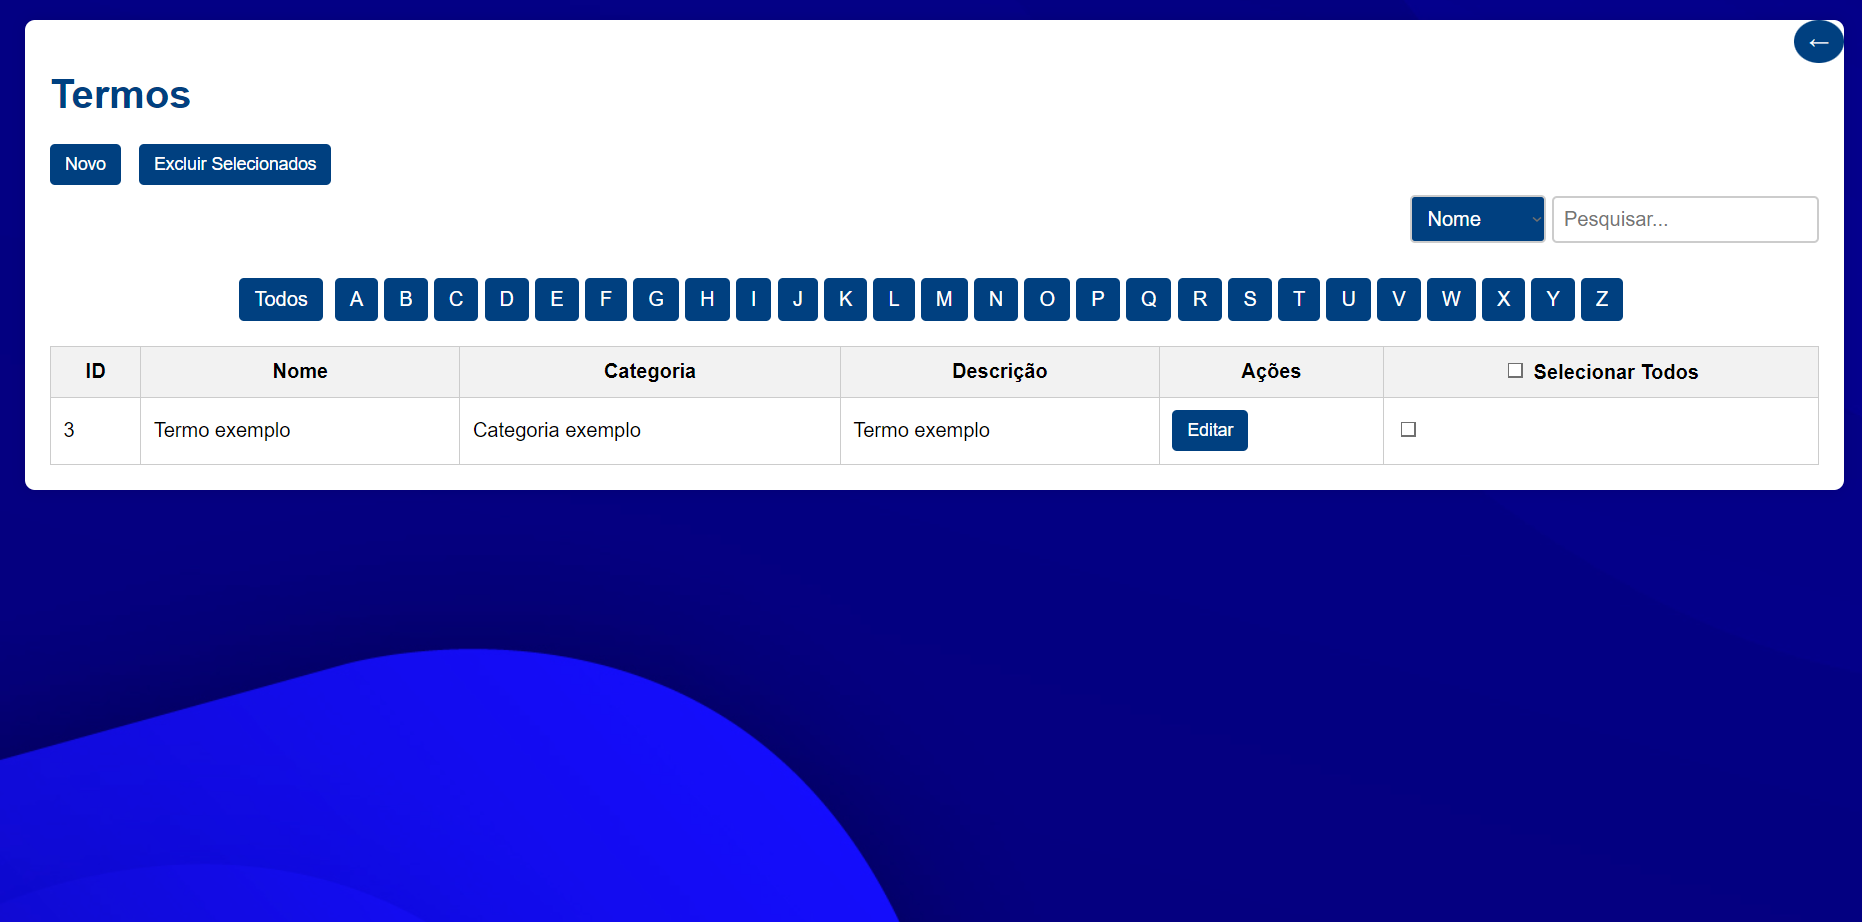 ←
Termos
Novo Excluir Selecionados
Nome Pesquisar...
Todos A B C D E F G H I J K L M N O P Q R S T U V W X Y Z
ID Nome Categoria Descrição Ações Selecionar Todos
3 Termo exemplo Categoria exemplo Termo exemplo Editar